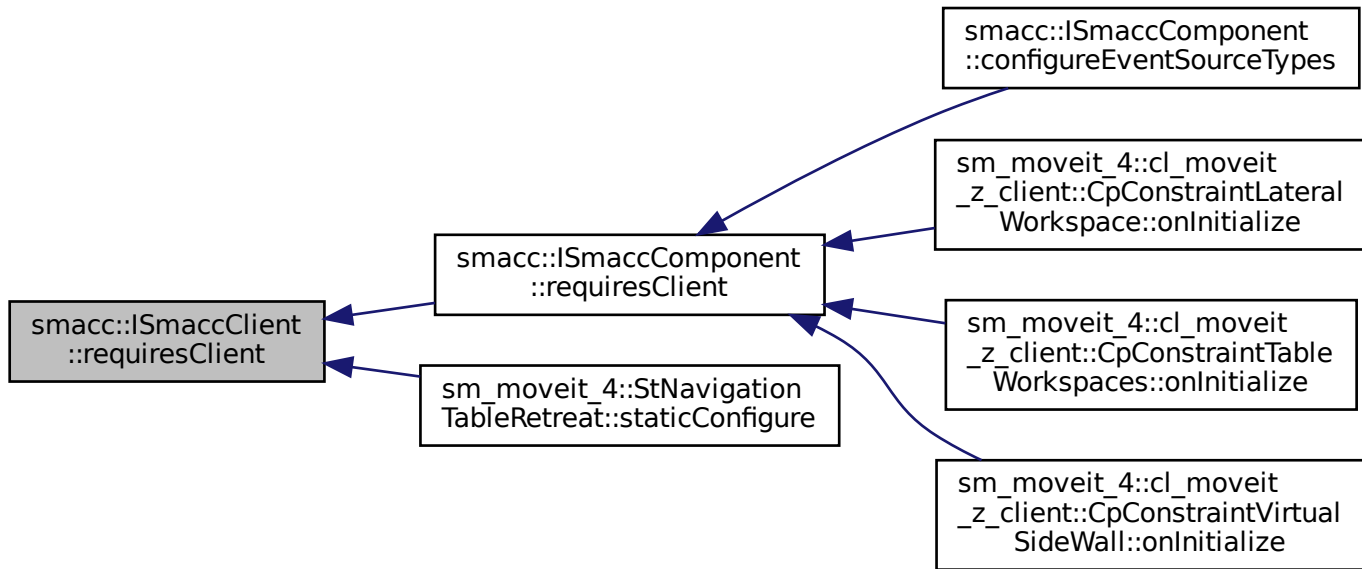 smacc::ISmaccComponent
::configureEventSourceTypes
sm_moveit_4::cl_moveit
_z_client::CpConstraintLateral
Workspace::onInitialize
smacc::ISmaccComponent
::requiresClient
smacc::ISmaccClient
::requiresClient
sm_moveit_4::cl_moveit
_z_client::CpConstraintTable
Workspaces::onInitialize
sm_moveit_4::StNavigation
TableRetreat::staticConfigure
sm_moveit_4::cl_moveit
_z_client::CpConstraintVirtual
SideWall::onInitialize